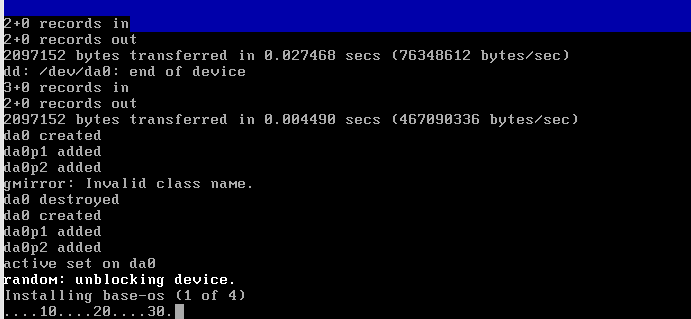 2+0 records in
2+0 records out
2097152 bytes transferred in 0.027468 secs (76348612 bytes/sec)
dd: /dev/da0: end of device
3+0 records in
2+0 records out
2097152 bytes transferred in 0.004490 secs (467090336 bytes/sec)
da0 created
da0p1 added
da0p2 added
gmirror: Invalid class name.
da0 destroyed
da0 created
da0p1 added
da0p2 added
active set on da0
random: unblocking device.
Installing base-os (1 of 4)
....10....20....30.